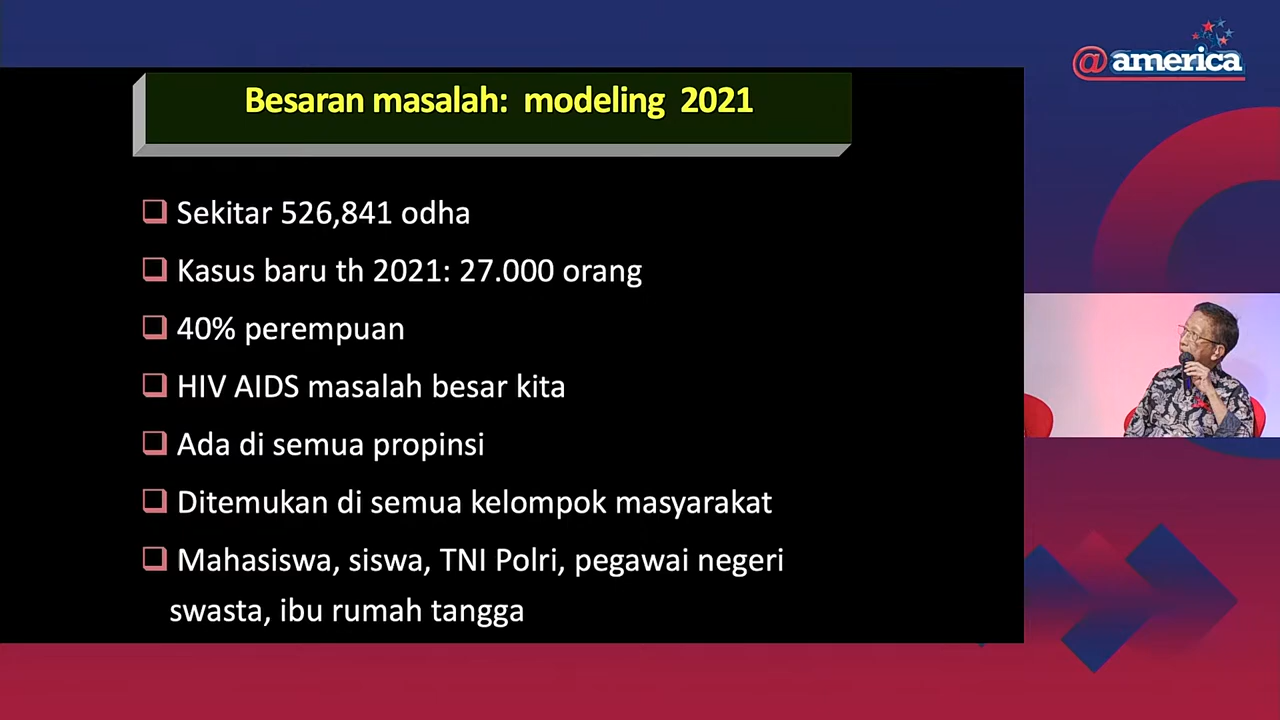 @america
Besaran masalah: modeling 2021
Sekitar 526,841 odha
Kasus baru th 2021: 27.000 orang
40% perempuan
HIV AIDS masalah besar kita
Ada di semua propinsi
Ditemukan di semua kelompok masyarakat
Mahasiswa, siswa, TNI Polri, pegawai negeri
swasta, ibu rumah tangga